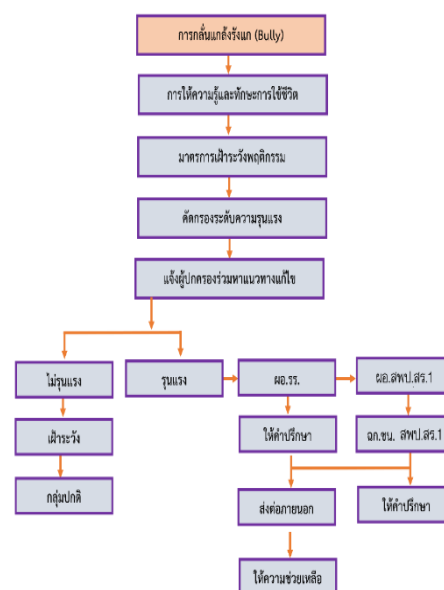 การกลั่นแกล้งรังแก (Bully)
การให้ความรู้และทักษะการใช้ชีวิต
มาตรการเฝ้าระวังพฤติกรรม
คัดกรองระดับความรุนแรง
แจ้งผู้ปกครองร่วมหาแนวทางแก้ไข
ไม่รุนแรง
รุนแรง
ผอ.รร.
ผอ.สพป.สร.1
เฝ้าระวัง
ให้คำปรึกษา
ฉก.ชน. สพป.สร.1
กลุ่มปกติ
ส่งต่อภายนอก
ให้คำปรึกษา
ให้ความช่วยเหลือ